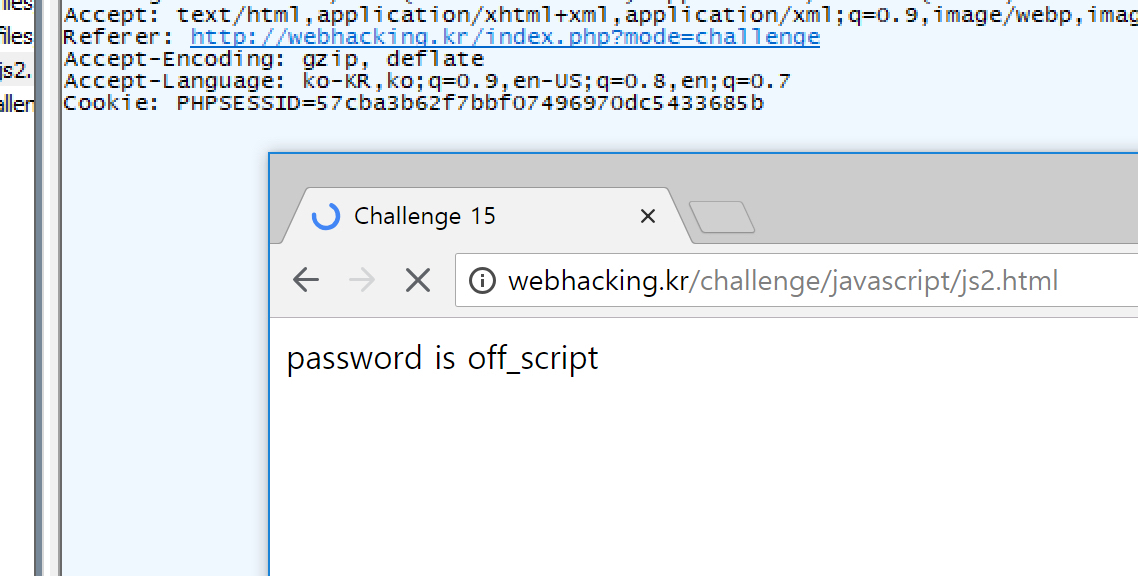 files
files
js2.
allen
Accept: text/html,application/xhtml+xml,application/xml;q=0.9,image/webp,imag
Referer: http://webhacking.kr/index.php?mode=challenge
Accept-Encoding: gzip, deflate
Accept-Language: ko-KR,ko;q=0.9,en-US;q=0.8,en;q=0.7
Cookie: PHPSESSID=57cba3b62f7bbf07496970dc5433685b
Challenge 15
webhacking.kr/challenge/javascript/js2.html
password is off_script